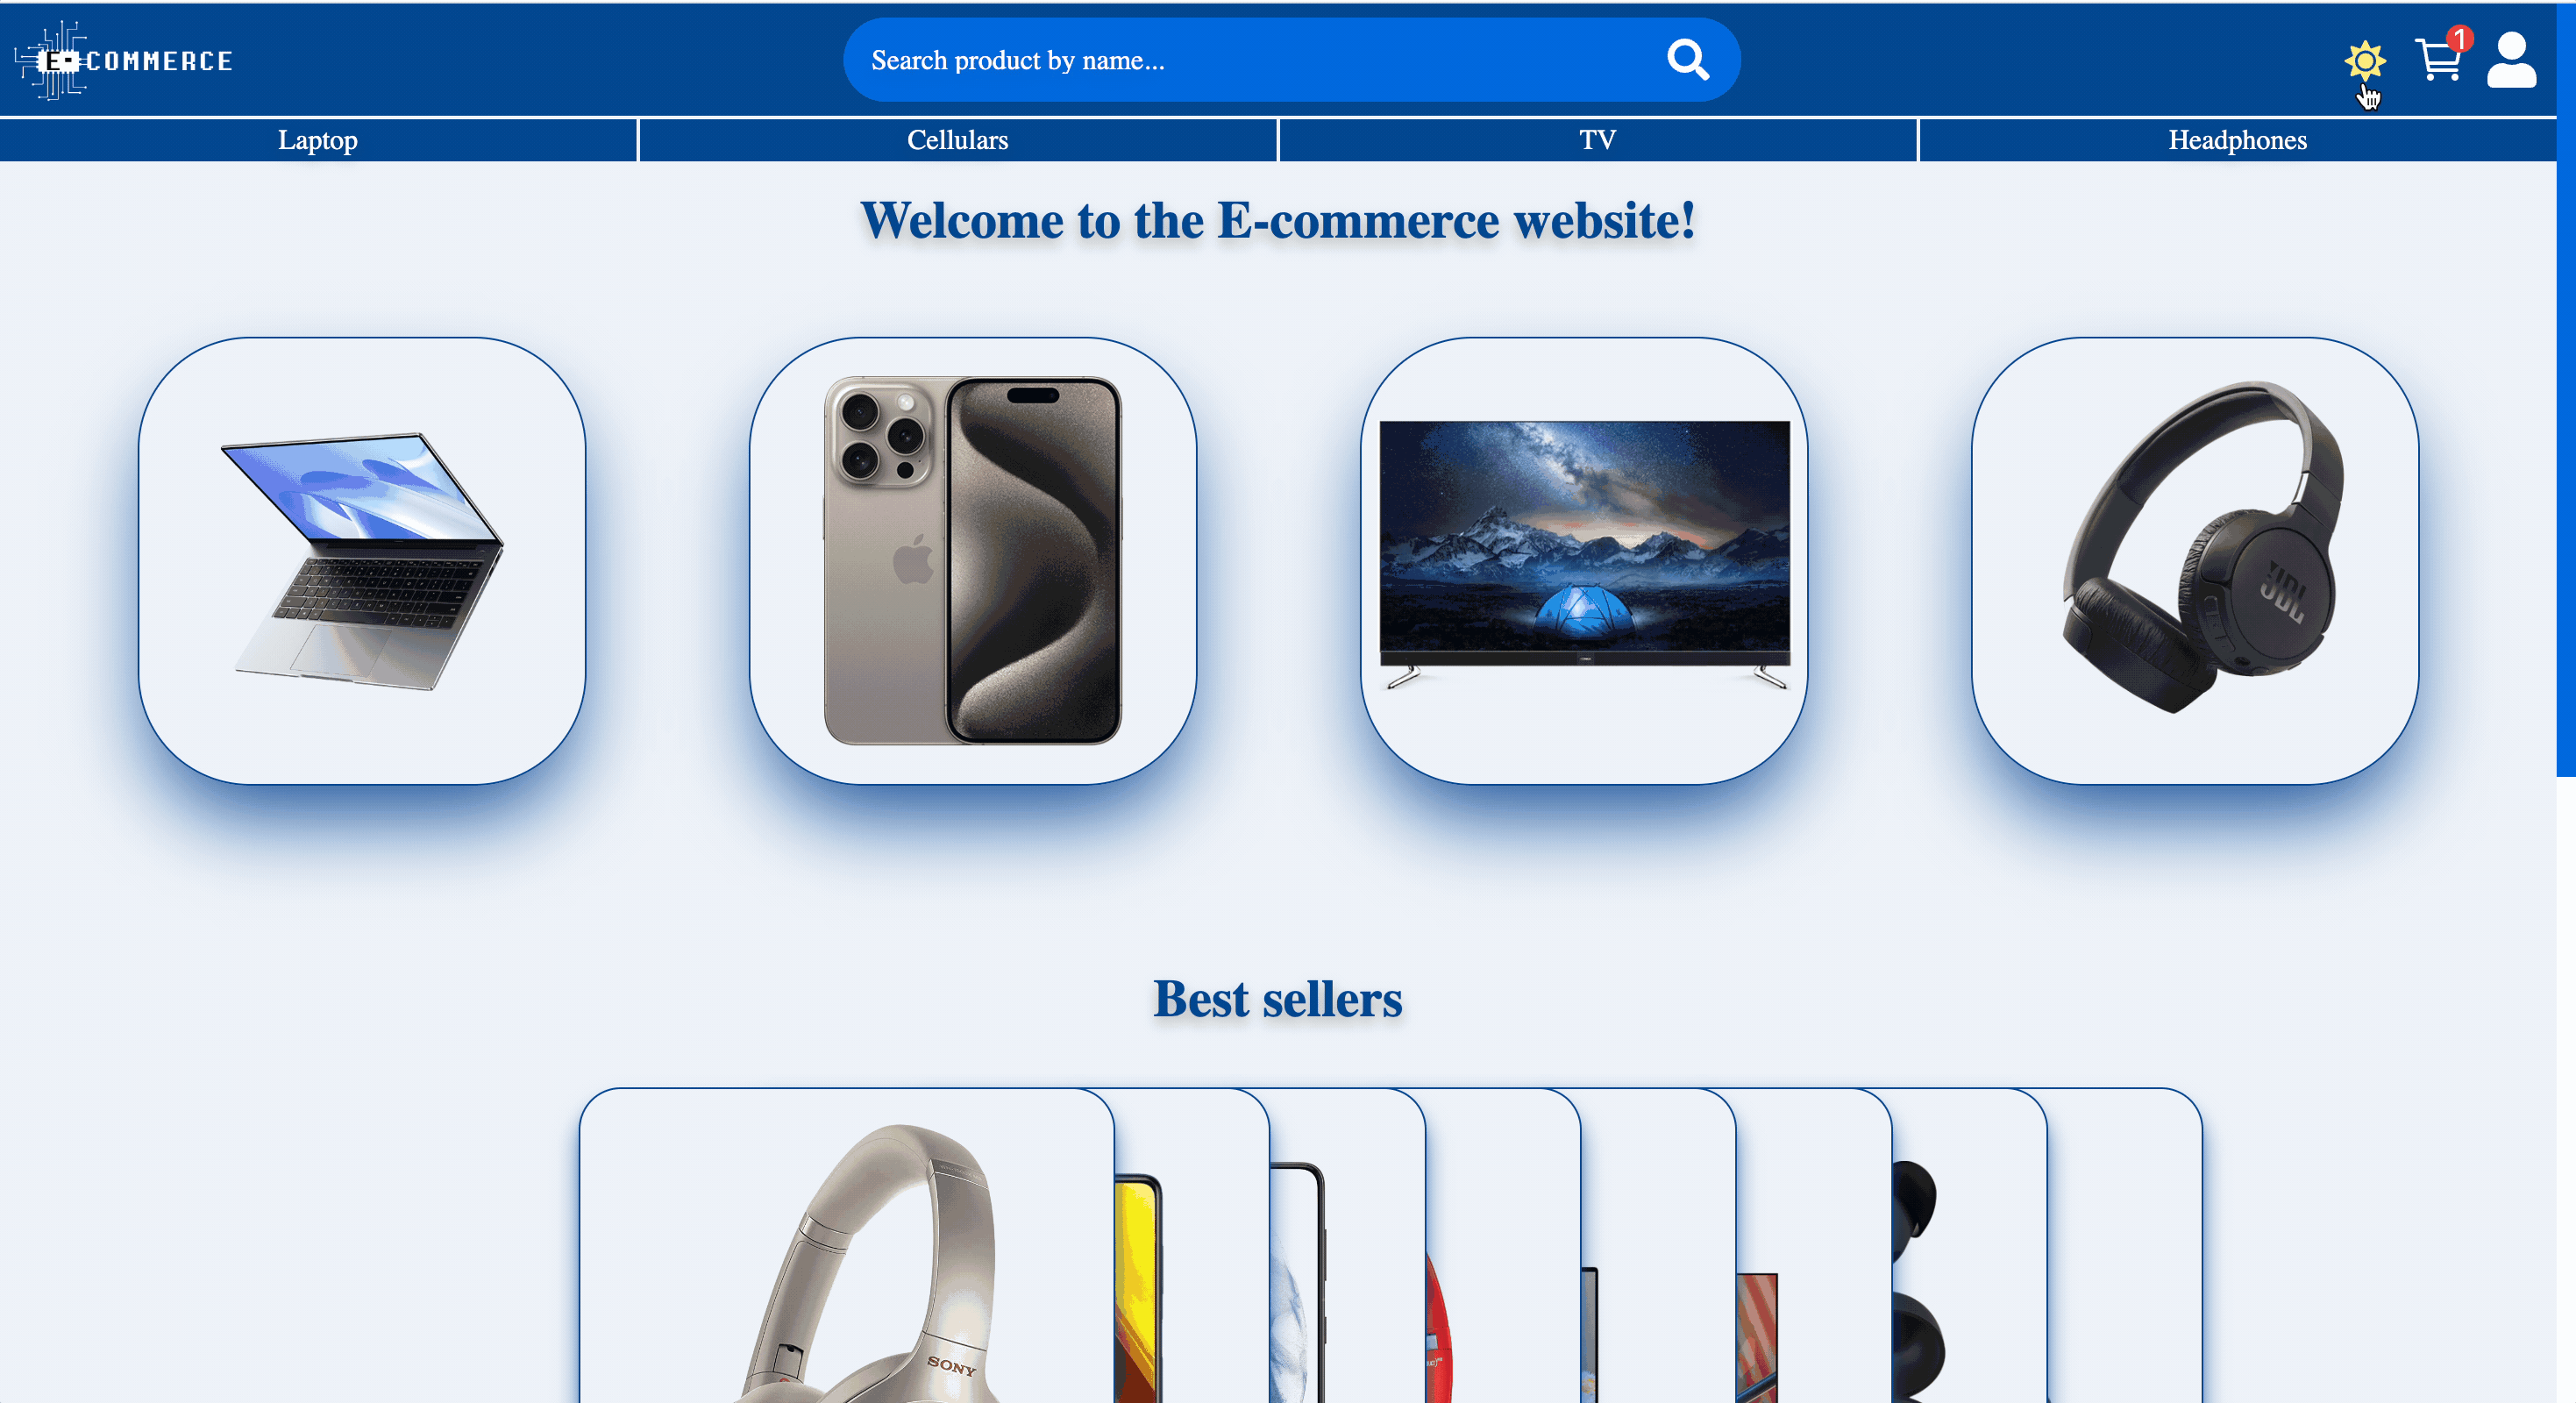 E-COMMERCE
Search product by name...
1
Laptop
Cellulars
TV
Headphones
Welcome to the E-commerce website!
JBL
Best sellers
SONY